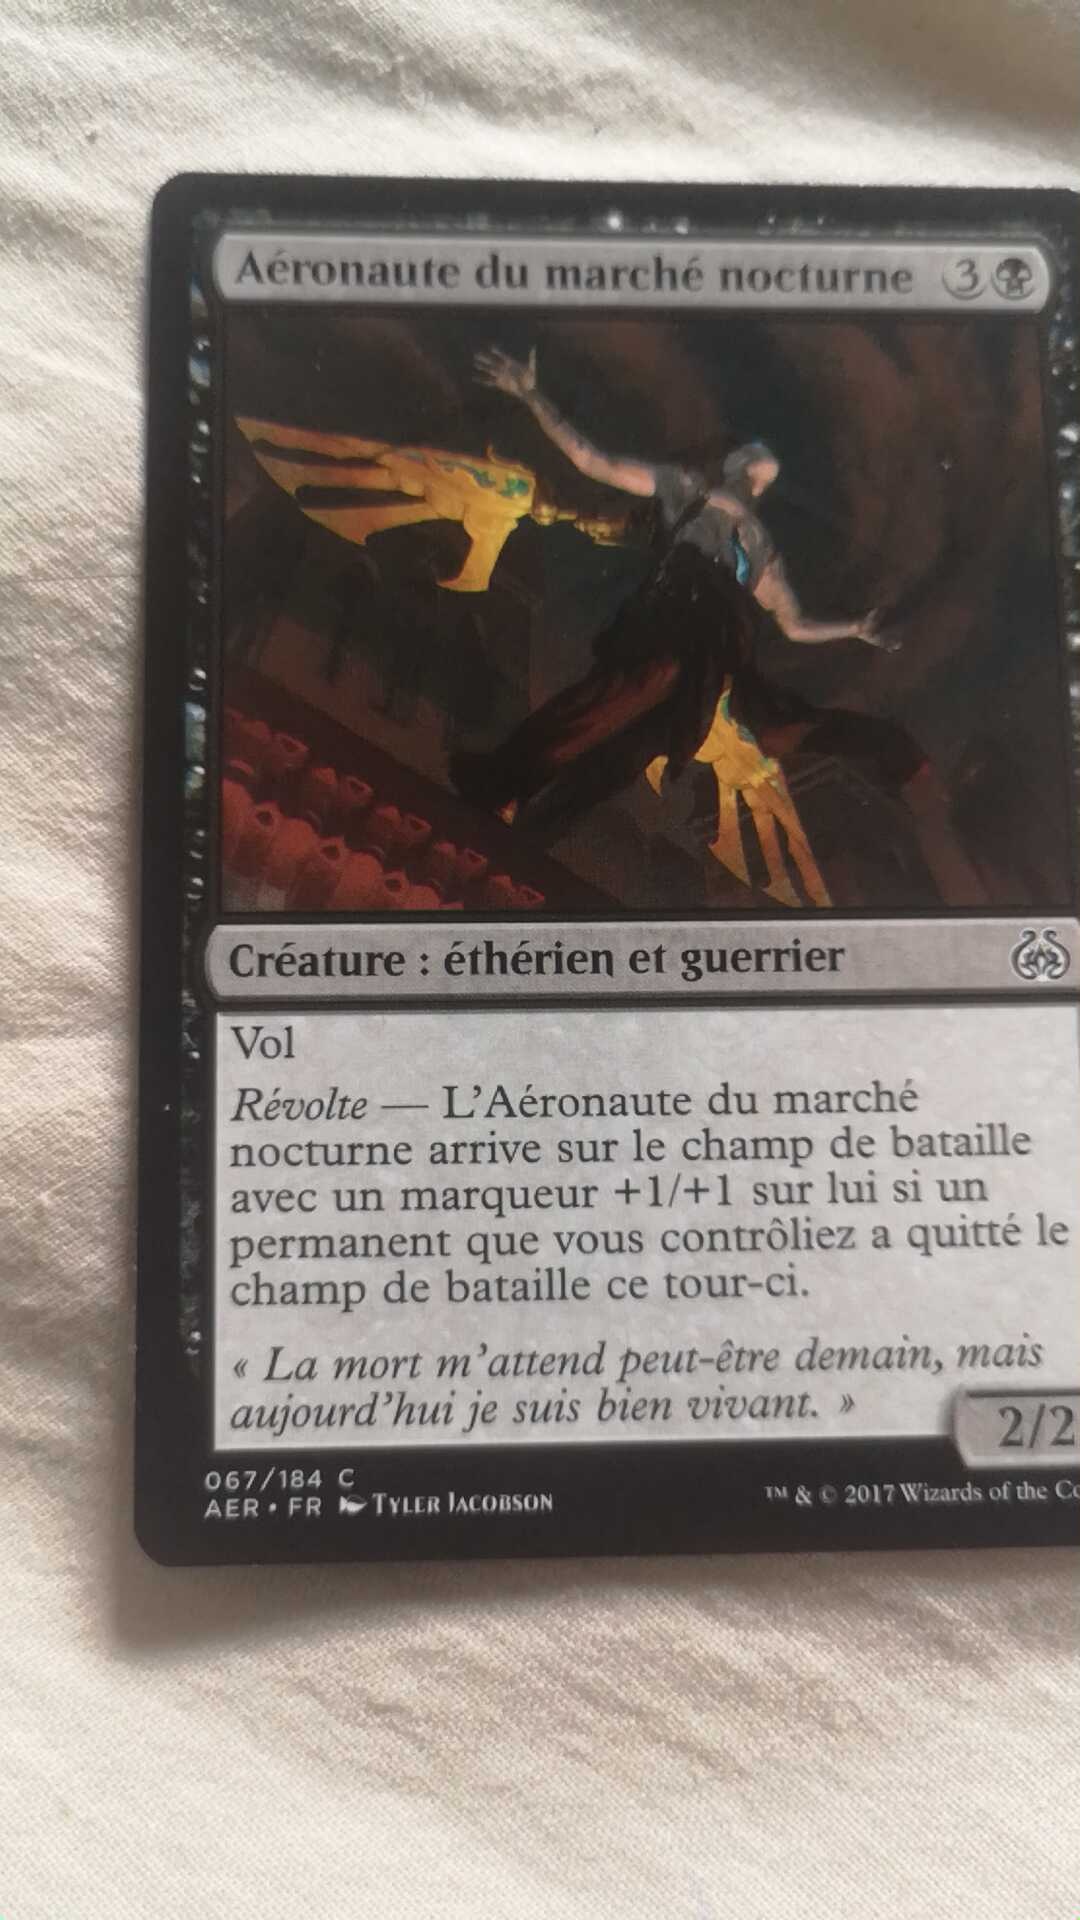 Aéronaute du marché nocturne 3
Créature : éthérien et guerrier
Vol
Révolte — L'Aéronaute du marché
nocturne arrive sur le champ de bataille
avec un marqueur +1/+1 sur lui si un
permanent que vous contrôliez a quitté le
champ de bataille ce tour-ci.
« La mort m'attend peut-être demain, mais
aujourd'hui je suis bien vivant. »
2/2
067/184 C
AER • FR Tyler Jacobson
™ & © 2017 Wizards of the Co